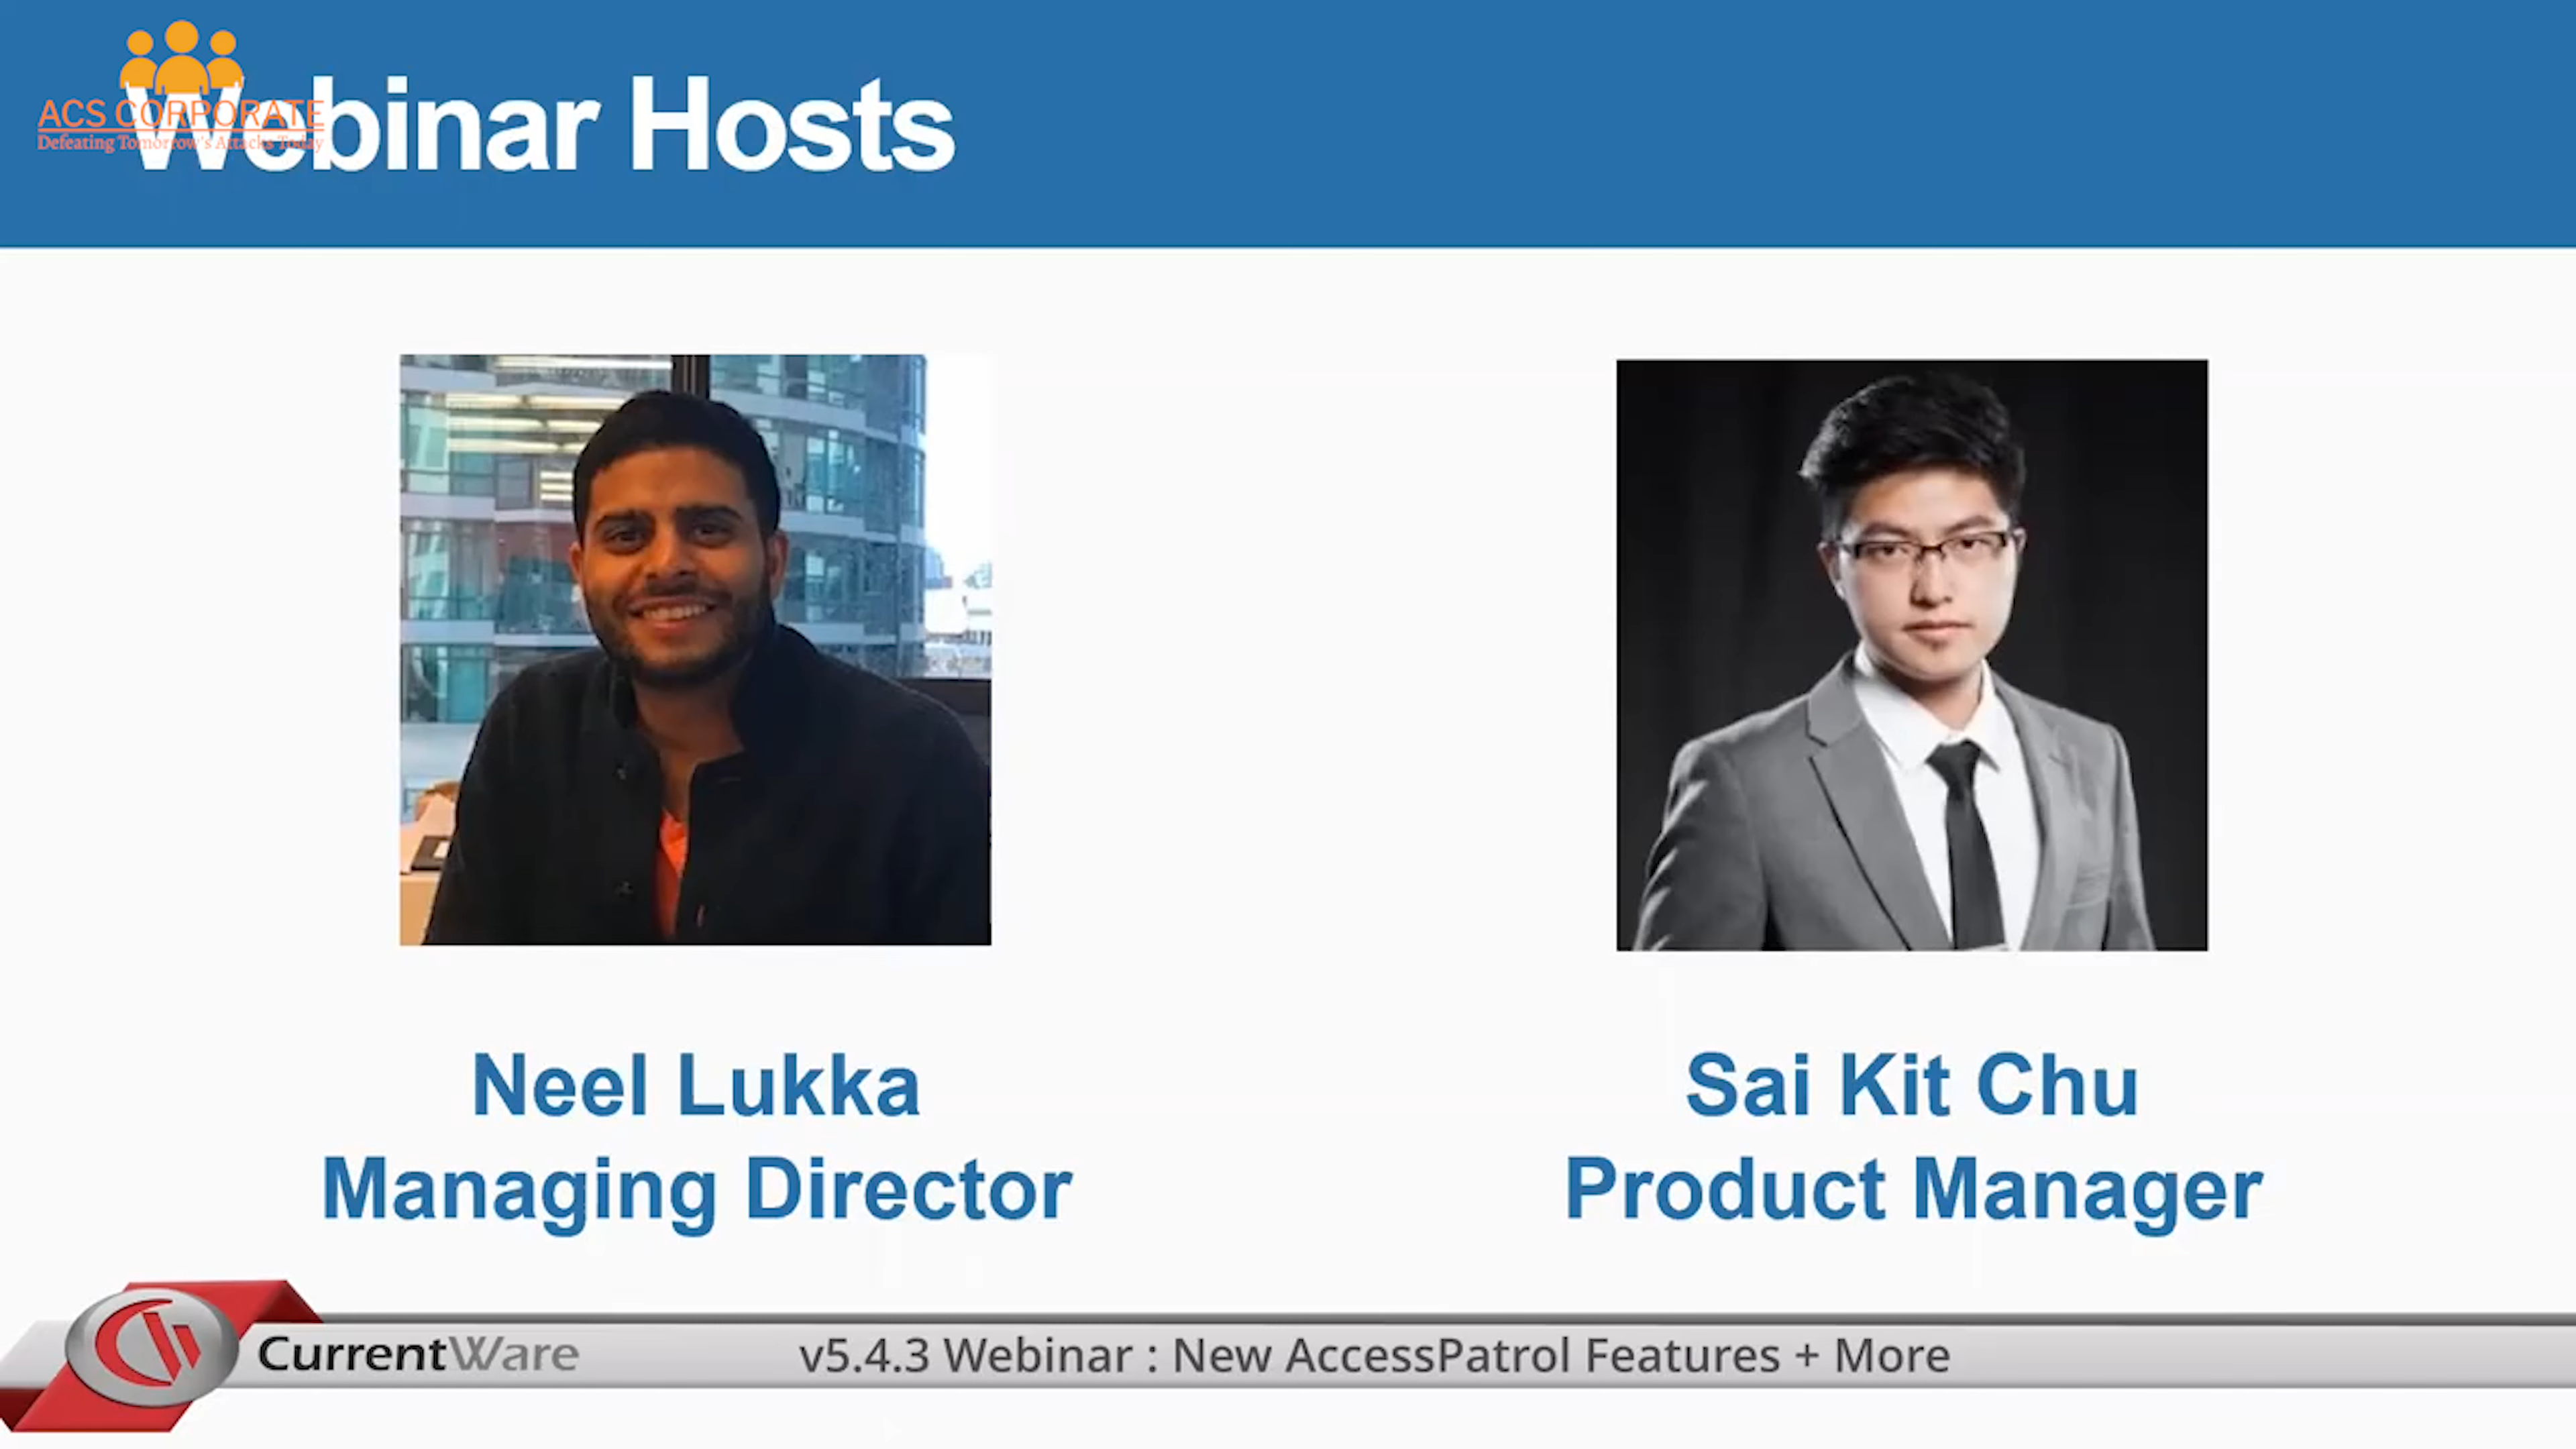 Webinar Hosts
ACS CORPORATE
Defeating Tomorrow's Attacks Today
Neel Lukka
Managing Director
Sai Kit Chu
Product Manager
CurrentWare
v5.4.3 Webinar : New AccessPatrol Features + More